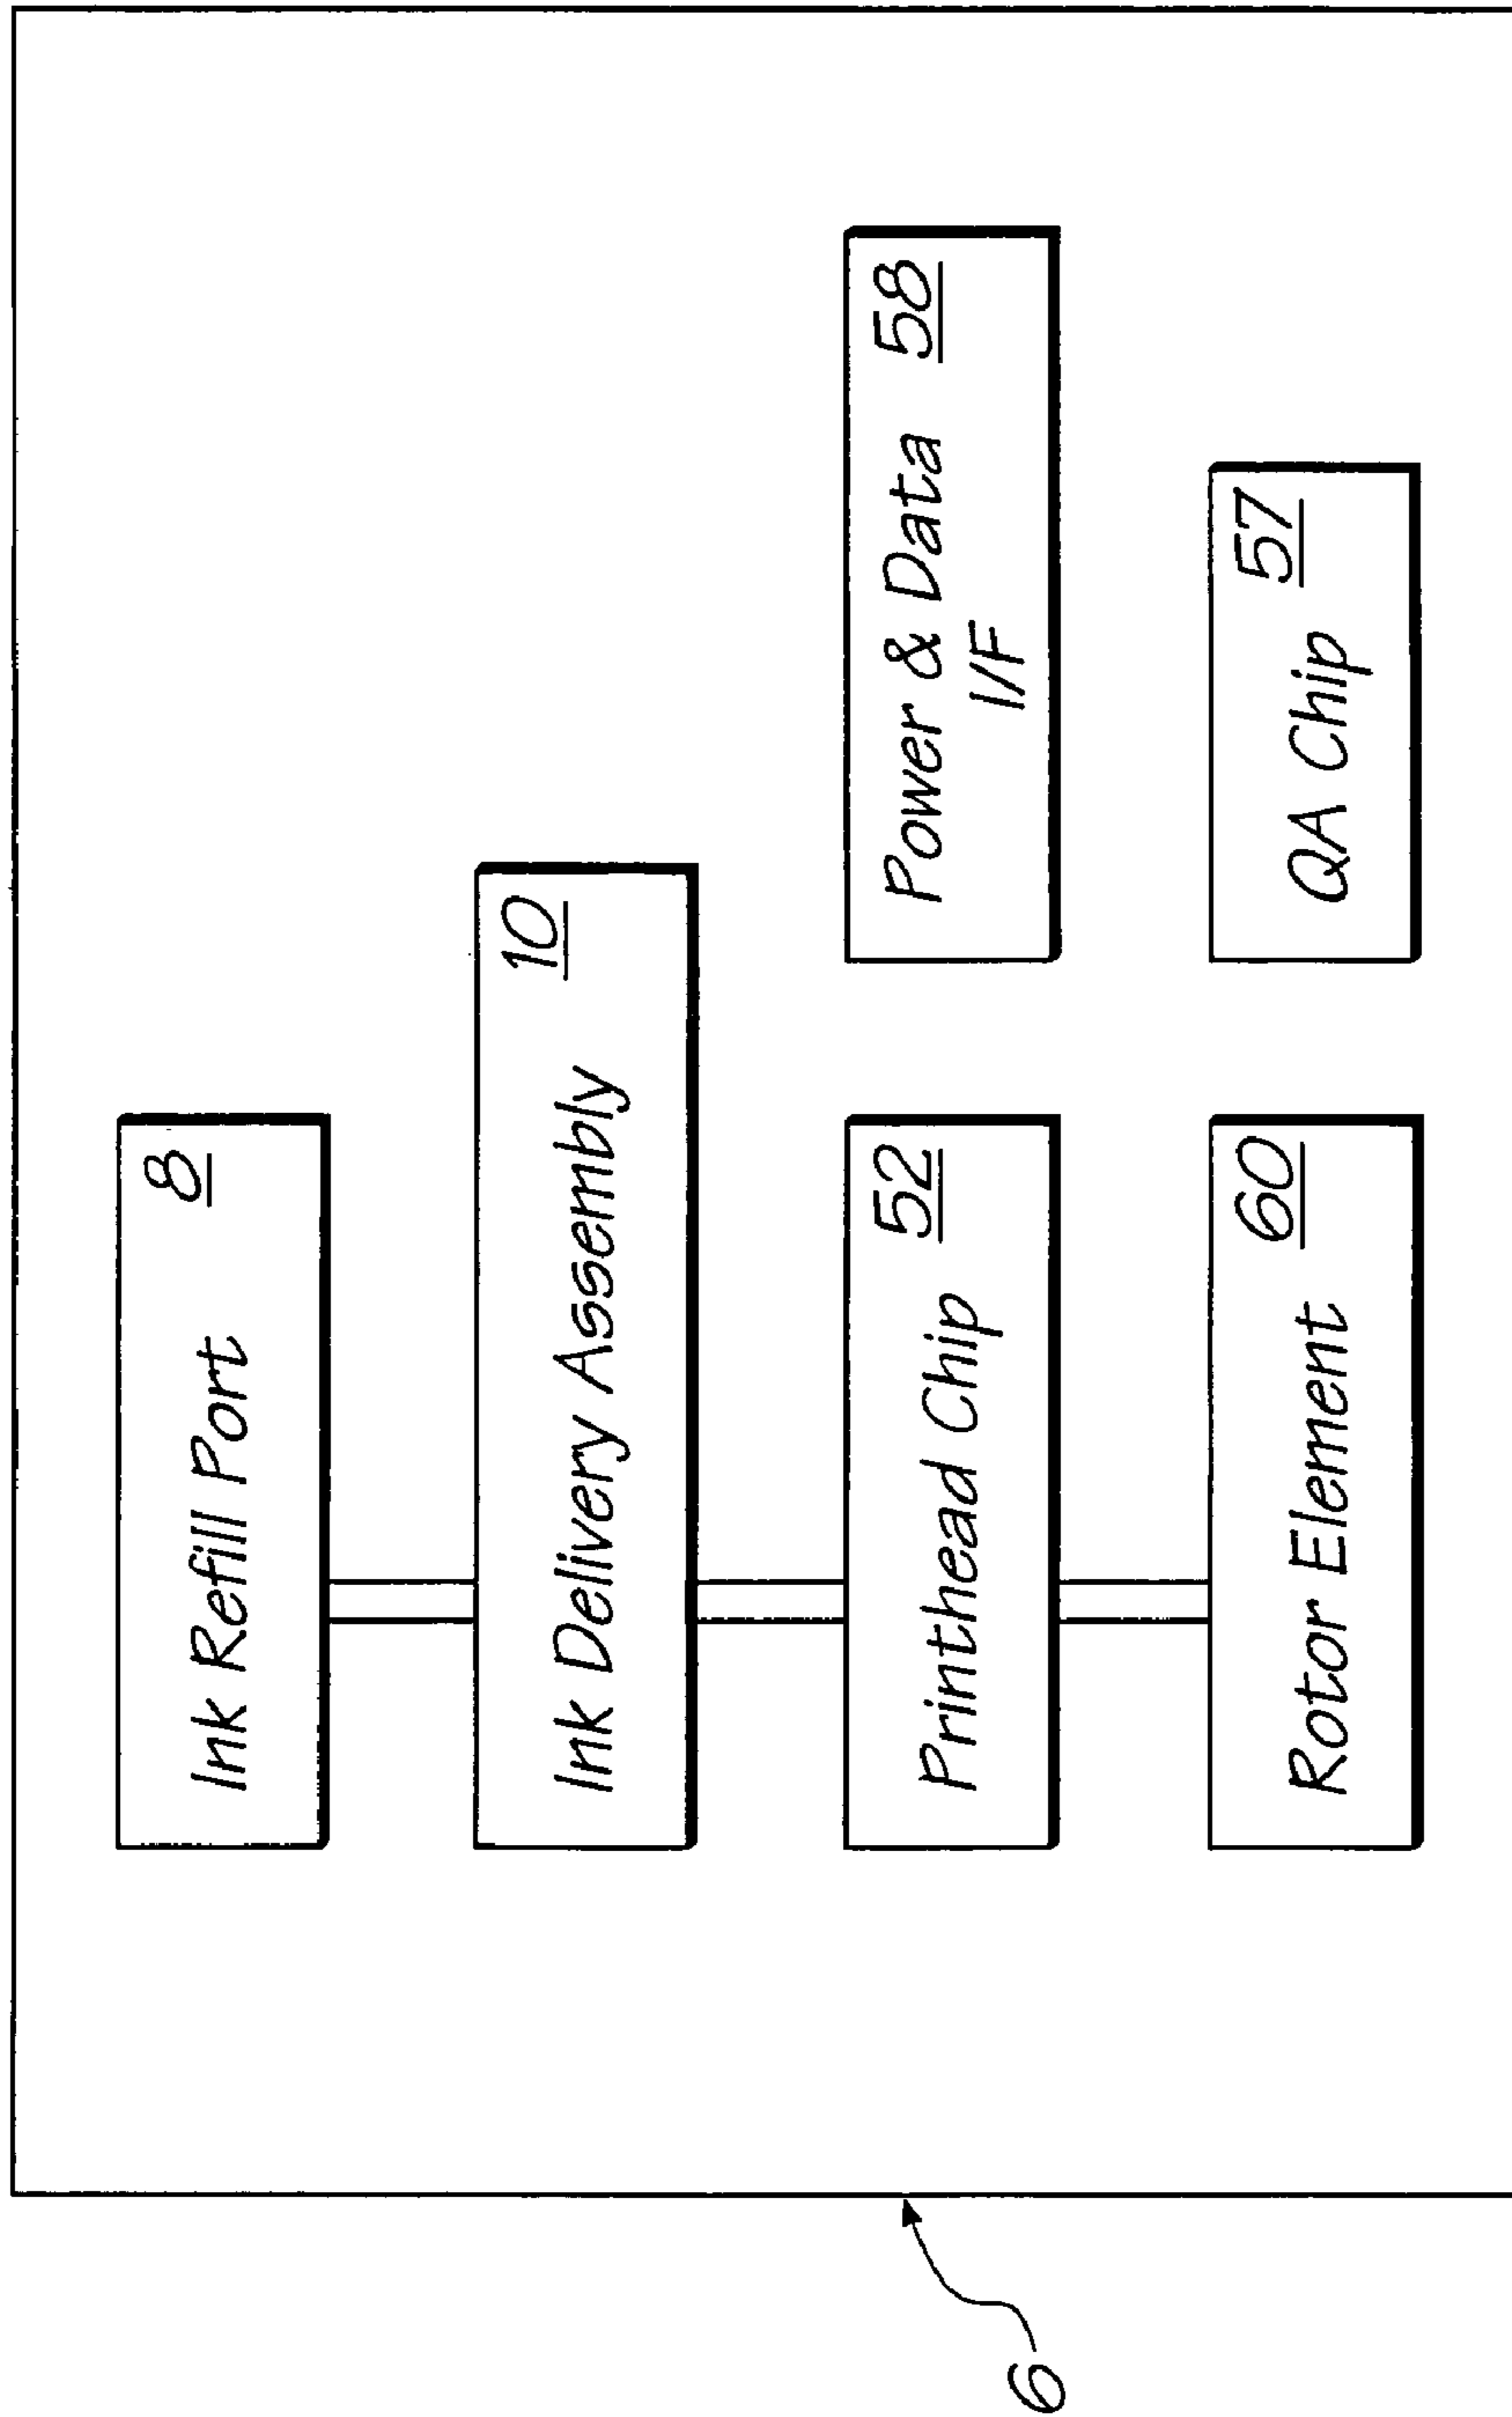 Ink Refill Port 8
Ink Delivery Assembly 10
Printhead Chip 52
Power & Data 58
I/F
Rotor Element 60
QA Chip 57
6